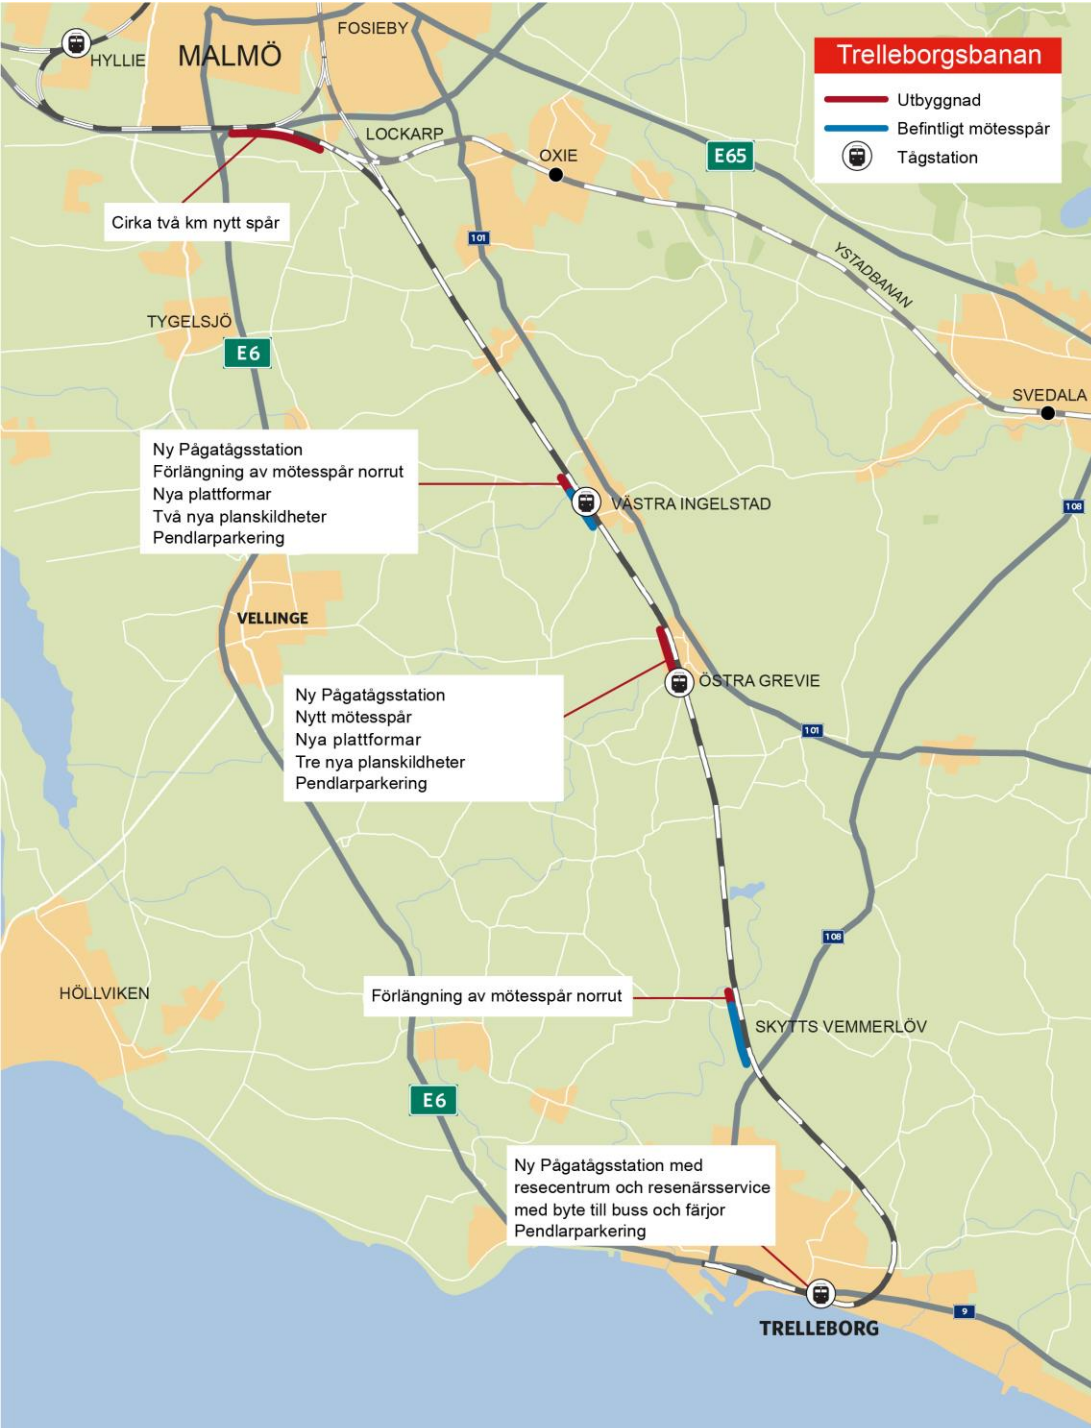 FOSIEBY
MALMÖ
HYLLIE
Trelleborgsbanan
Utbyggnad
Befintligt mötesspår
Tågstation
LOCKARP
OXIE
E65
Cirka två km nytt spår
101
YSTADBANAN
TYGELSJÖ
E6
SVEDALA
Ny Pågatågsstation
Förlängning av mötesspår norrut
Nya plattformar
Två nya planskildheter
Pendlarparkering
VÄSTRA INGELSTAD
108
VELLINGE
Ny Pågatågsstation
Nytt mötesspår
Nya plattformar
Tre nya planskildheter
Pendlarparkering
ÖSTRA GREVIE
101
108
HÖLLVIKEN
Förlängning av mötesspår norrut
SKYTTS VEMMERLÖV
E6
Ny Pågatågsstation med
resecentrum och resenärsservice
med byte till buss och färjor
Pendlarparkering
9
TRELLEBORG